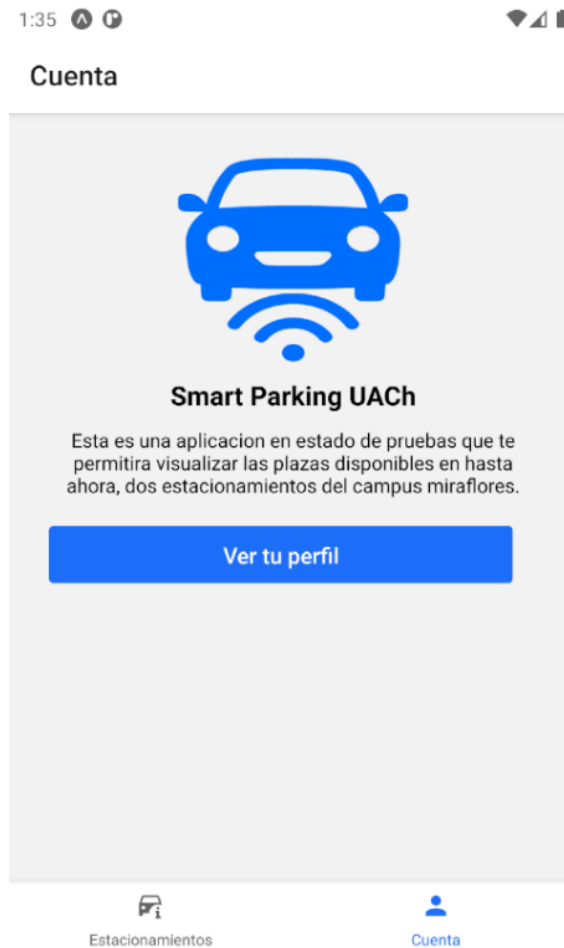 1:35
Cuenta
Smart Parking UACh
Esta es una aplicacion en estado de pruebas que te
permitira visualizar las plazas disponibles en hasta
ahora, dos estacionamientos del campus miraflores.
Ver tu perfil
Estacionamientos
Cuenta